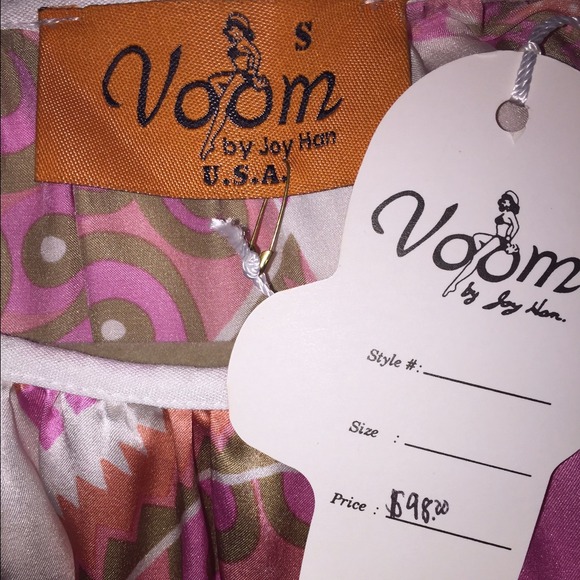 S
Voom
by Joy Han
U.S.A.
Voom
by Joy Han.
Style #:
Size :
Price : $98.00